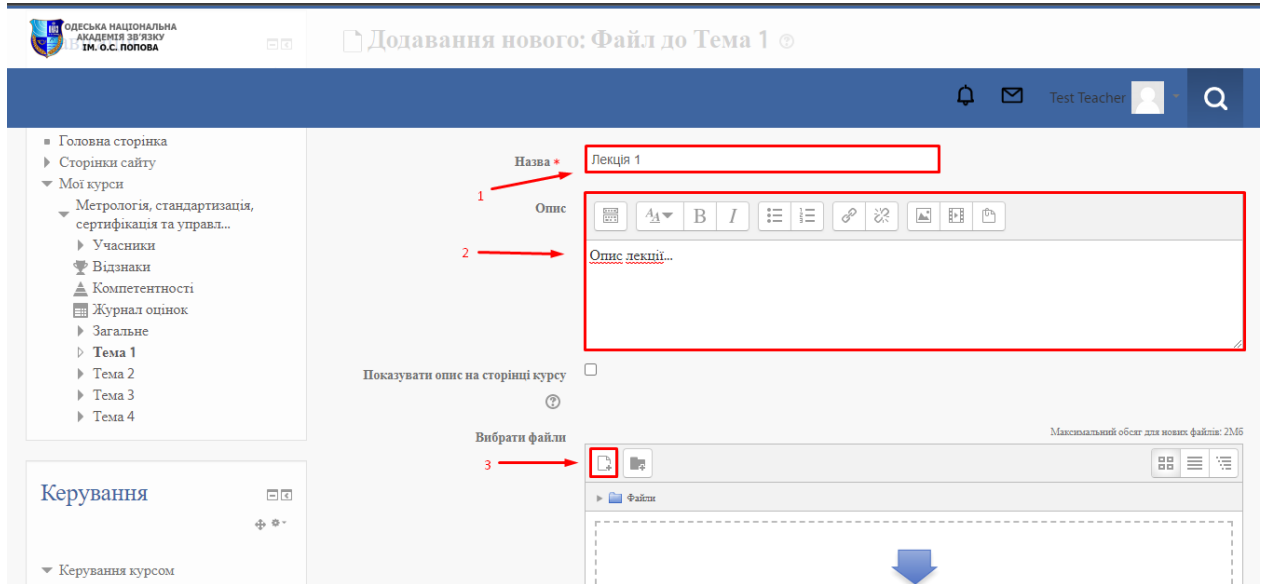 ОДЕСЬКА НАЦІОНАЛЬНА
АКАДЕМІЯ ЗВ'ЯЗКУ
ІМ. О.С. ПОПОВА
Додавання нового: Файл до Тема 1
Test Teacher
Головна сторінка
Сторінки сайту
Мої курси
Метрологія, стандартизація,
сертифікація та управл...
Учасники
Відзнаки
Компетентності
Журнал оцінок
Загальне
Тема 1
Тема 2
Тема 3
Тема 4
Керування
Керування курсом
Назва *
Лекція 1
1
Опис
2
Опис лекції...
Показувати опис на сторінці курсу
Вибрати файли
Максимальний обсяг для нових файлів: 2Мб
3
Файли